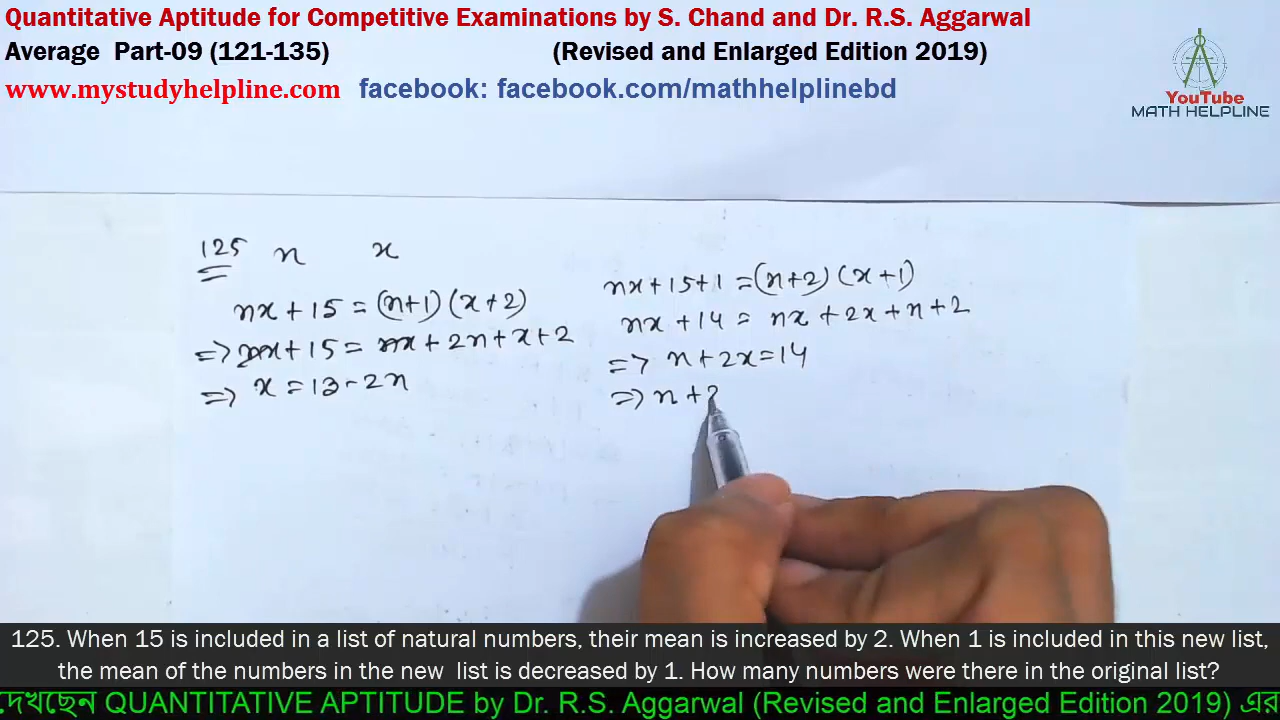 Quantitative Aptitude for Competitive Examinations by S. Chand and Dr. R.S. Aggarwal
Average Part-09 (121-135) (Revised and Enlarged Edition 2019)
www.mystudyhelpline.com facebook: facebook.com/mathhelplinebd
YouTube
MATH HELPLINE
125 n x
nx + 15 = (n+1) (x+2)
=> nx + 15 = nx + 2n + x + 2
=> x = 13 - 2n
nx + 15 + 1 = (n+2) (x+1)
nx + 14 = nx + 2x + n + 2
=> n + 2x = 14
=> n + 2
125. When 15 is included in a list of natural numbers, their mean is increased by 2. When 1 is included in this new list,
the mean of the numbers in the new list is decreased by 1. How many numbers were there in the original list?
দেখছেন QUANTITATIVE APTITUDE by Dr. R.S. Aggarwal (Revised and Enlarged Edition 2019) এর